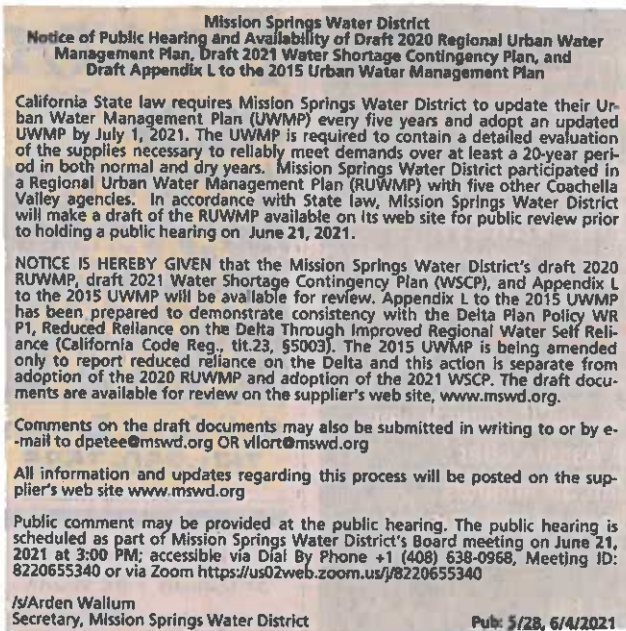 Mission Springs Water District
Notice of Public Hearing and Availability of Draft 2020 Regional Urban Water
Management Plan, Draft 2021 Water Shortage Contingency Plan, and
Draft Appendix L to the 2015 Urban Water Management Plan
California State law requires Mission Springs Water District to update their Ur-
ban Water Management Plan (UWMP) every five years and adopt an updated
UWMP by July 1, 2021. The UWMP is required to contain a detailed evaluation
of the supplies necessary to reliably meet demands over at least a 20-year peri-
od in both normal and dry years. Mission Springs Water District participated in
a Regional Urban Water Management Plan (RUWMP) with five other Coachella
Valley agencies. In accordance with State law, Mission Springs Water District
will make a draft of the RUWMP available on its web site for public review prior
to holding a public hearing on June 21, 2021.
NOTICE IS HEREBY GIVEN that the Mission Springs Water District's draft 2020
RUWMP, draft 2021 Water Shortage Contingency Plan (WSCP), and Appendix L
to the 2015 UWMP will be available for review. Appendix L to the 2015 UWMP
has been prepared to demonstrate consistency with the Delta Plan Policy WR
P1, Reduced Reliance on the Delta Through Improved Regional Water Self Reli-
ance (California Code Reg., tit.23, §5003). The 2015 UWMP is being amended
only to report reduced reliance on the Delta and this action is separate from
adoption of the 2020 RUWMP and adoption of the 2021 WSCP. The draft docu-
ments are available for review on the supplier's web site, www.mswd.org.
Comments on the draft documents may also be submitted in writing to or by e-
-mail to dpetee@mswd.org OR vllort@mswd.org
All information and updates regarding this process will be posted on the sup-
plier's web site www.mswd.org
Public comment may be provided at the public hearing. The public hearing is
scheduled as part of Mission Springs Water District's Board meeting on June 21,
2021 at 3:00 PM; accessible via Dial By Phone +1 (408) 638-0968, Meeting ID:
8220655340 or via Zoom https://us02web.zoom.us/j/8220655340
/s/Arden Wallum
Secretary, Mission Springs Water District
Pub: 5/28, 6/4/2021